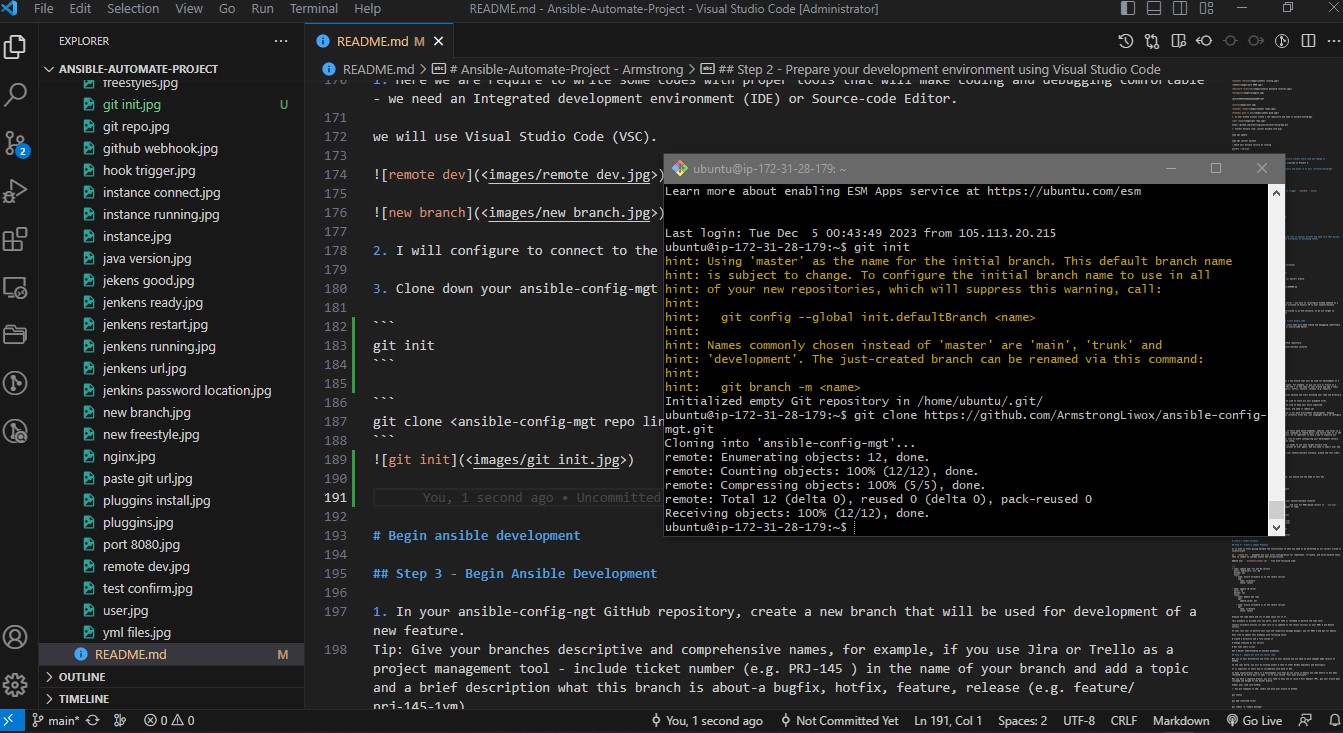 File Edit Selection View Go Run Terminal Help README.md - Ansible-Automate-Project - Visual Studio Code [Administrator]
EXPLORER
ANSIBLE-AUTOMATE-PROJECT
freestyles.jpg
git init.jpg U
git repo.jpg
github webhook.jpg
hook trigger.jpg
instance connect.jpg
instance running.jpg
instance.jpg
java version.jpg
jekens good.jpg
jenkens ready.jpg
jenkens restart.jpg
jenkens running.jpg
jenkens url.jpg
jenkins password location.jpg
new branch.jpg
new freestyle.jpg
nginx.jpg
paste git url.jpg
pluggins install.jpg
pluggins.jpg
port 8080.jpg
remote dev.jpg
test confirm.jpg
user.jpg
yml files.jpg
README.md M
OUTLINE
TIMELINE
2
README.md M
README.md > # Ansible-Automate-Project - Armstrong > ## Step 2 - Prepare your development environment using Visual Studio Code
170 1. Here we are require to write some codes with proper tools that will make coding and debugging comfortable
- we need an Integrated development environment (IDE) or Source-code Editor.
171
172 we will use Visual Studio Code (VSC).
173
174 ![remote dev](<images/remote dev.jpg>)
175
176 ![new branch](<images/new branch.jpg>)
177
178 2. I will configure to connect to the
179
180 3. Clone down your ansible-config-mgt
181
182 ```
183 git init
184 ```
185
186 ```
187 git clone <ansible-config-mgt repo lin
188 ```
189 ![git init](<images/git init.jpg>)
190
191 You, 1 second ago • Uncommitted
192
193 # Begin ansible development
194
195 ## Step 3 - Begin Ansible Development
196
197 1. In your ansible-config-ngt GitHub repository, create a new branch that will be used for development of a
new feature.
198 Tip: Give your branches descriptive and comprehensive names, for example, if you use Jira or Trello as a
project management tool - include ticket number (e.g. PRJ-145 ) in the name of your branch and add a topic
and a brief description what this branch is about-a bugfix, hotfix, feature, release (e.g. feature/
prj-145-1vm)
ubuntu@ip-172-31-28-179: ~
Learn more about enabling ESM Apps service at https://ubuntu.com/esm
Last login: Tue Dec  5 00:43:49 2023 from 105.113.20.215
ubuntu@ip-172-31-28-179:~$ git init
hint: Using 'master' as the name for the initial branch. This default branch name
hint: is subject to change. To configure the initial branch name to use in all
hint: of your new repositories, which will suppress this warning, call:
hint:
hint:   git config --global init.defaultBranch <name>
hint:
hint: Names commonly chosen instead of 'master' are 'main', 'trunk' and
hint: 'development'. The just-created branch can be renamed via this command:
hint:
hint:   git branch -m <name>
Initialized empty Git repository in /home/ubuntu/.git/
ubuntu@ip-172-31-28-179:~$ git clone https://github.com/ArmstrongLiwox/ansible-config-
mgt.git
Cloning into 'ansible-config-mgt'...
remote: Enumerating objects: 12, done.
remote: Counting objects: 100% (12/12), done.
remote: Compressing objects: 100% (5/5), done.
remote: Total 12 (delta 0), reused 0 (delta 0), pack-reused 0
Receiving objects: 100% (12/12), done.
ubuntu@ip-172-31-28-179:~$
main* 0 0 You, 1 second ago Not Committed Yet Ln 191, Col 1 Spaces: 2 UTF-8 CRLF Markdown Go Live